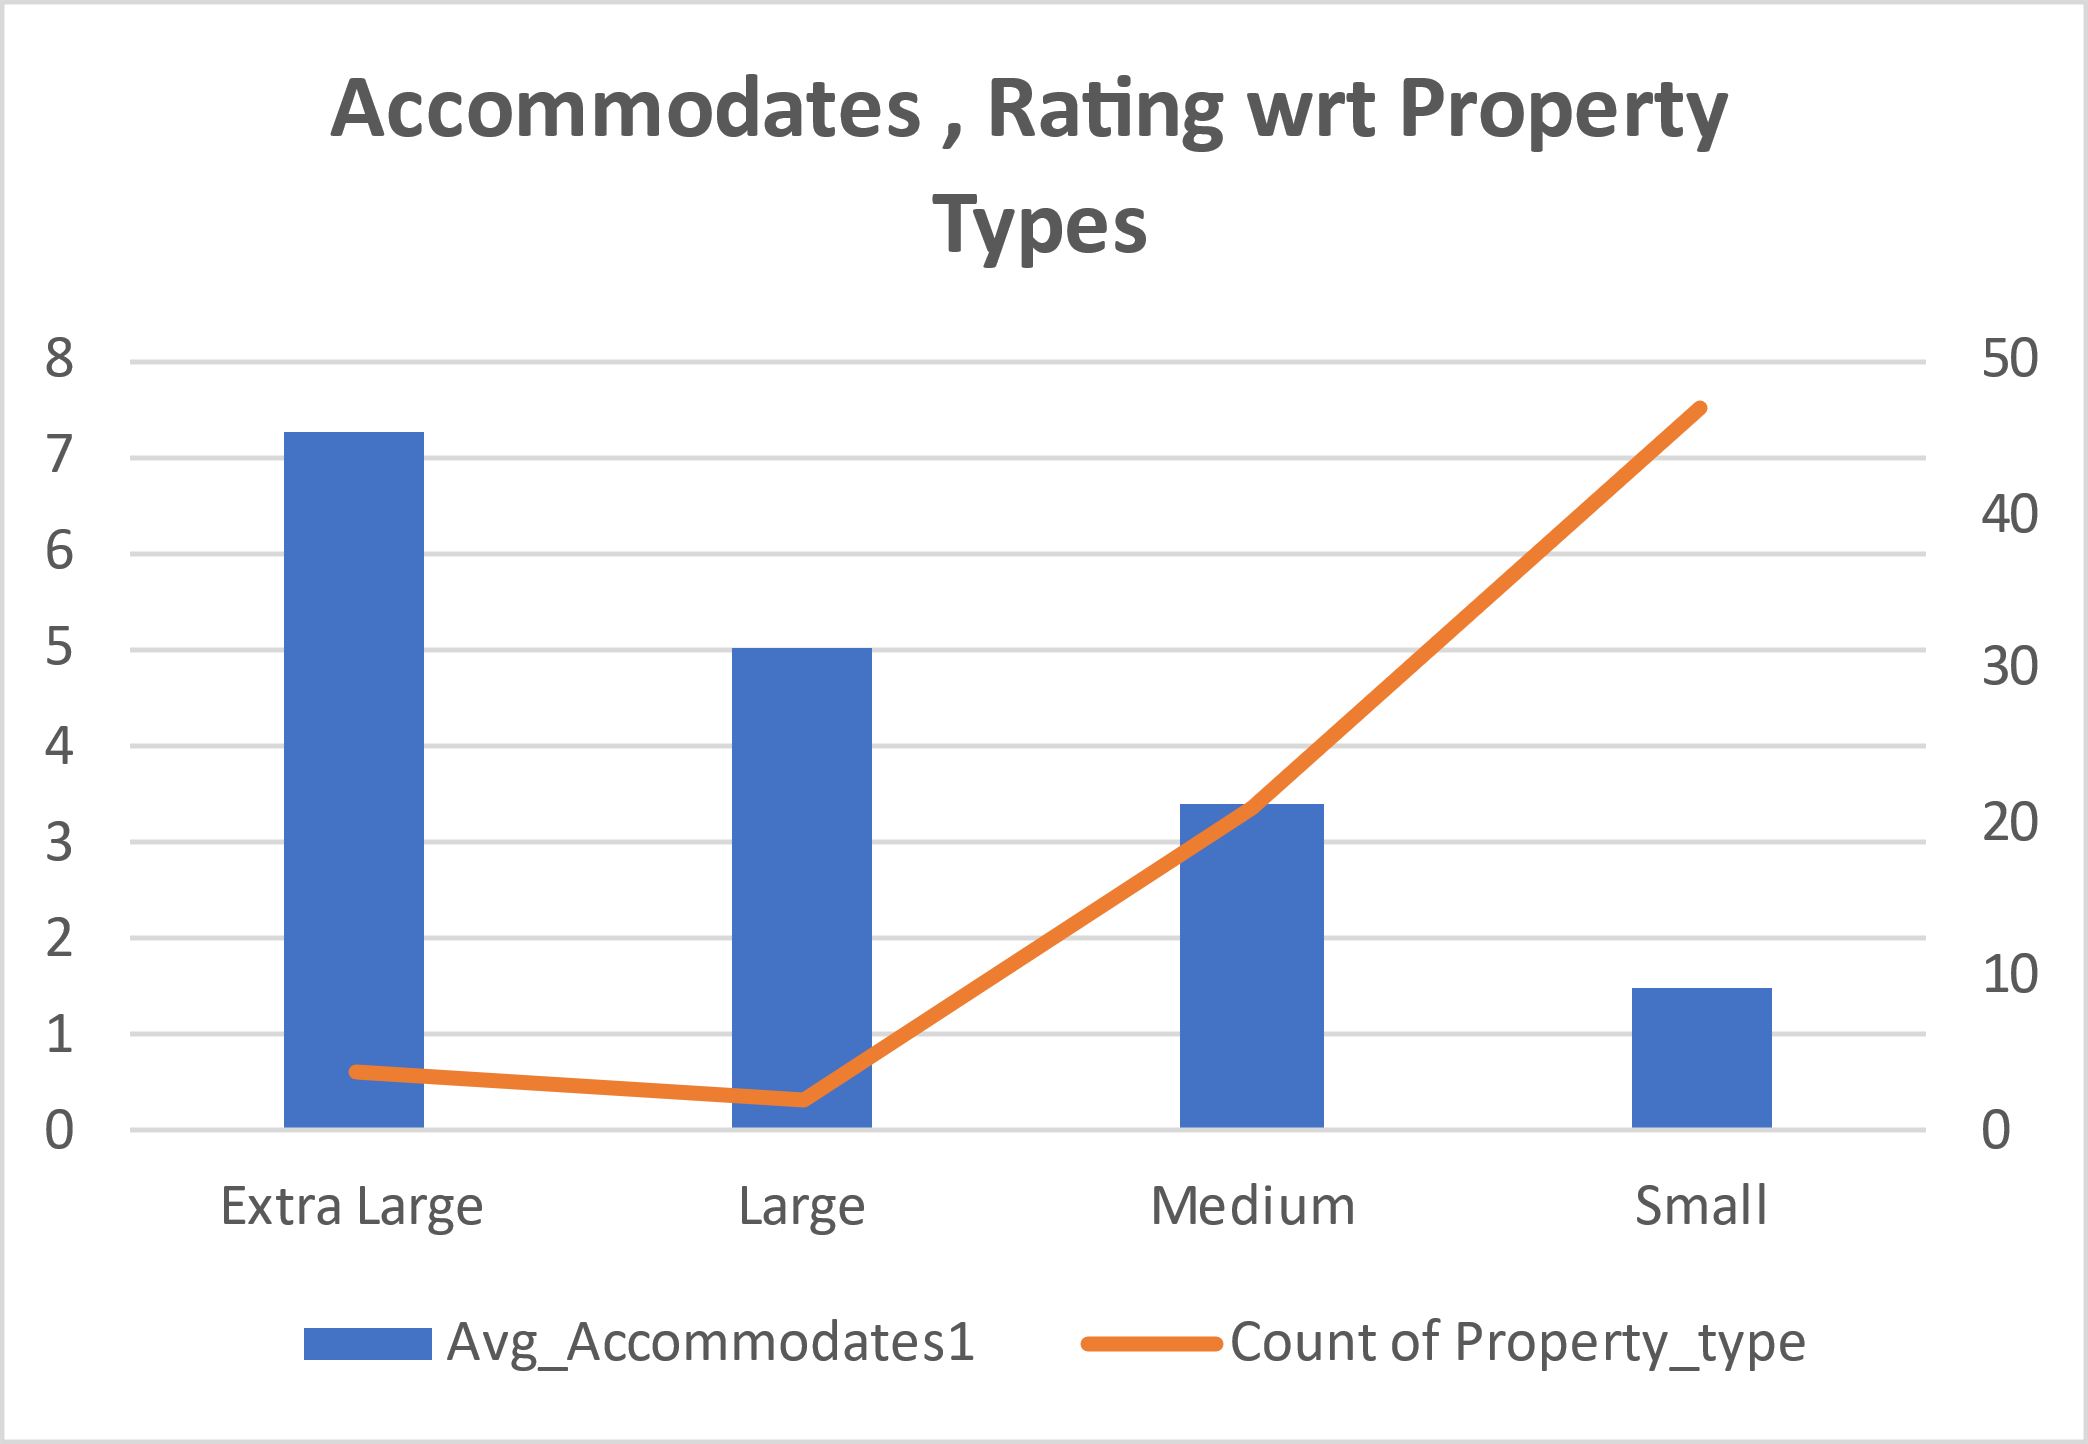 Accommodates , Rating wrt Property
Types
8
7
6
5
4
3
2
1
0
50
40
30
20
10
0
Extra Large
Large
Medium
Small
Avg_Accommodates1
Count of Property_type